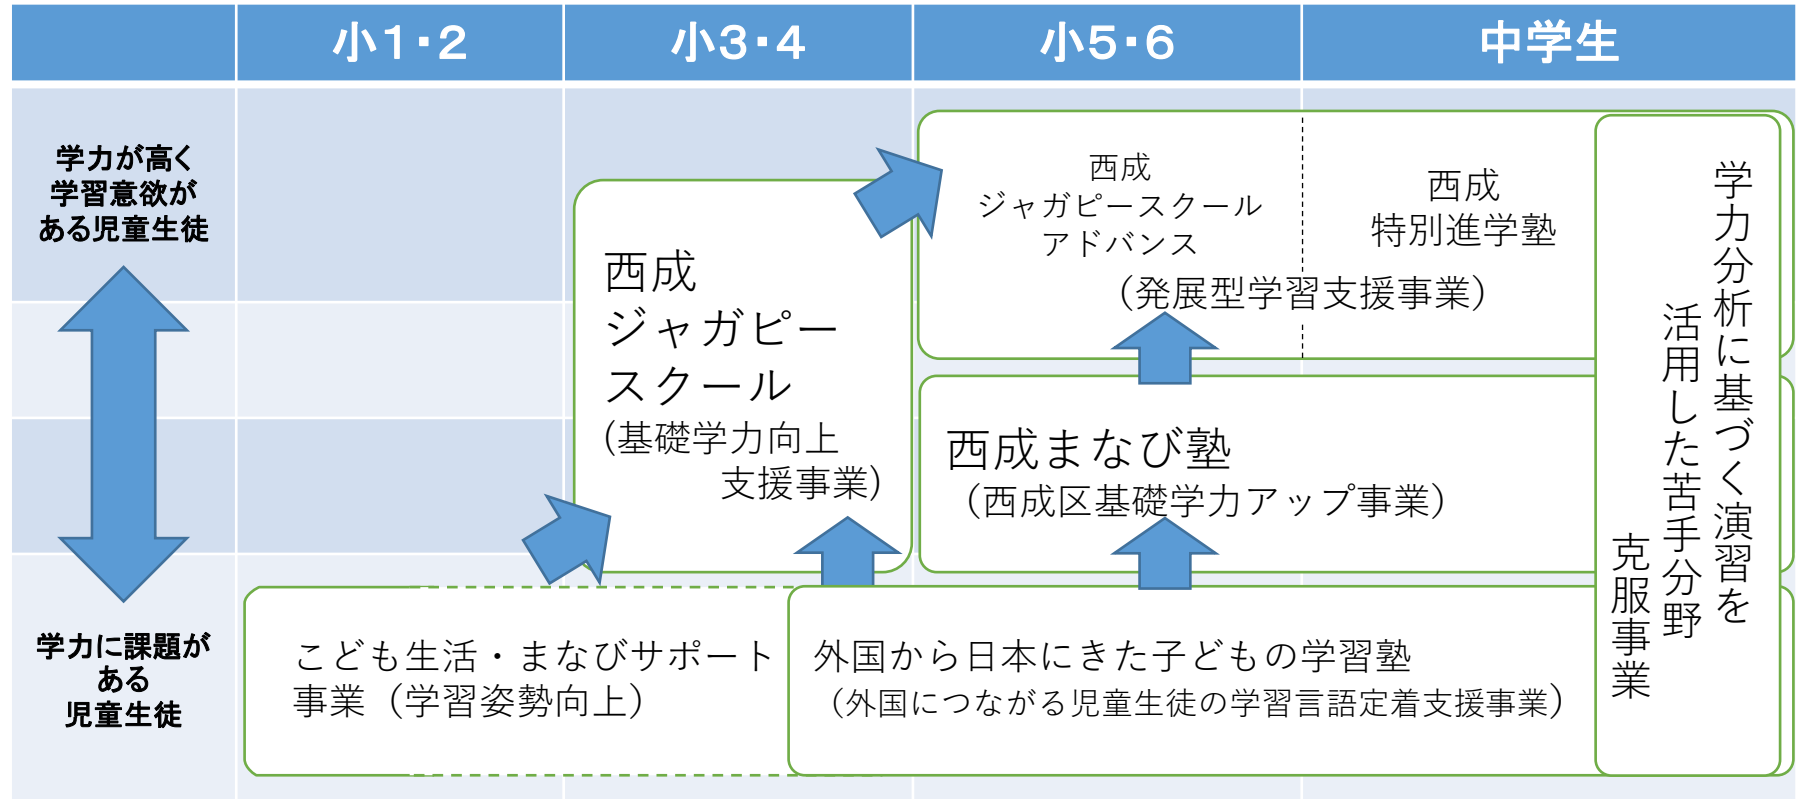 小1・2
小3・4
小5・6
中学生
学力が高く
学習意欲が
ある児童生徒
学力に課題が
ある
児童生徒
西成
ジャガピー
スクール
(基礎学力向上
支援事業)
西成
ジャガピースクール
アドバンス
西成
特別進学塾
(発展型学習支援事業)
西成まなび塾
(西成区基礎学力アップ事業)
こども生活・まなびサポート
事業(学習姿勢向上)
外国から日本にきた子どもの学習塾
(外国につながる児童生徒の学習言語定着支援事業)
学力分析に基づく演習を
活用した苦手分野
克服事業